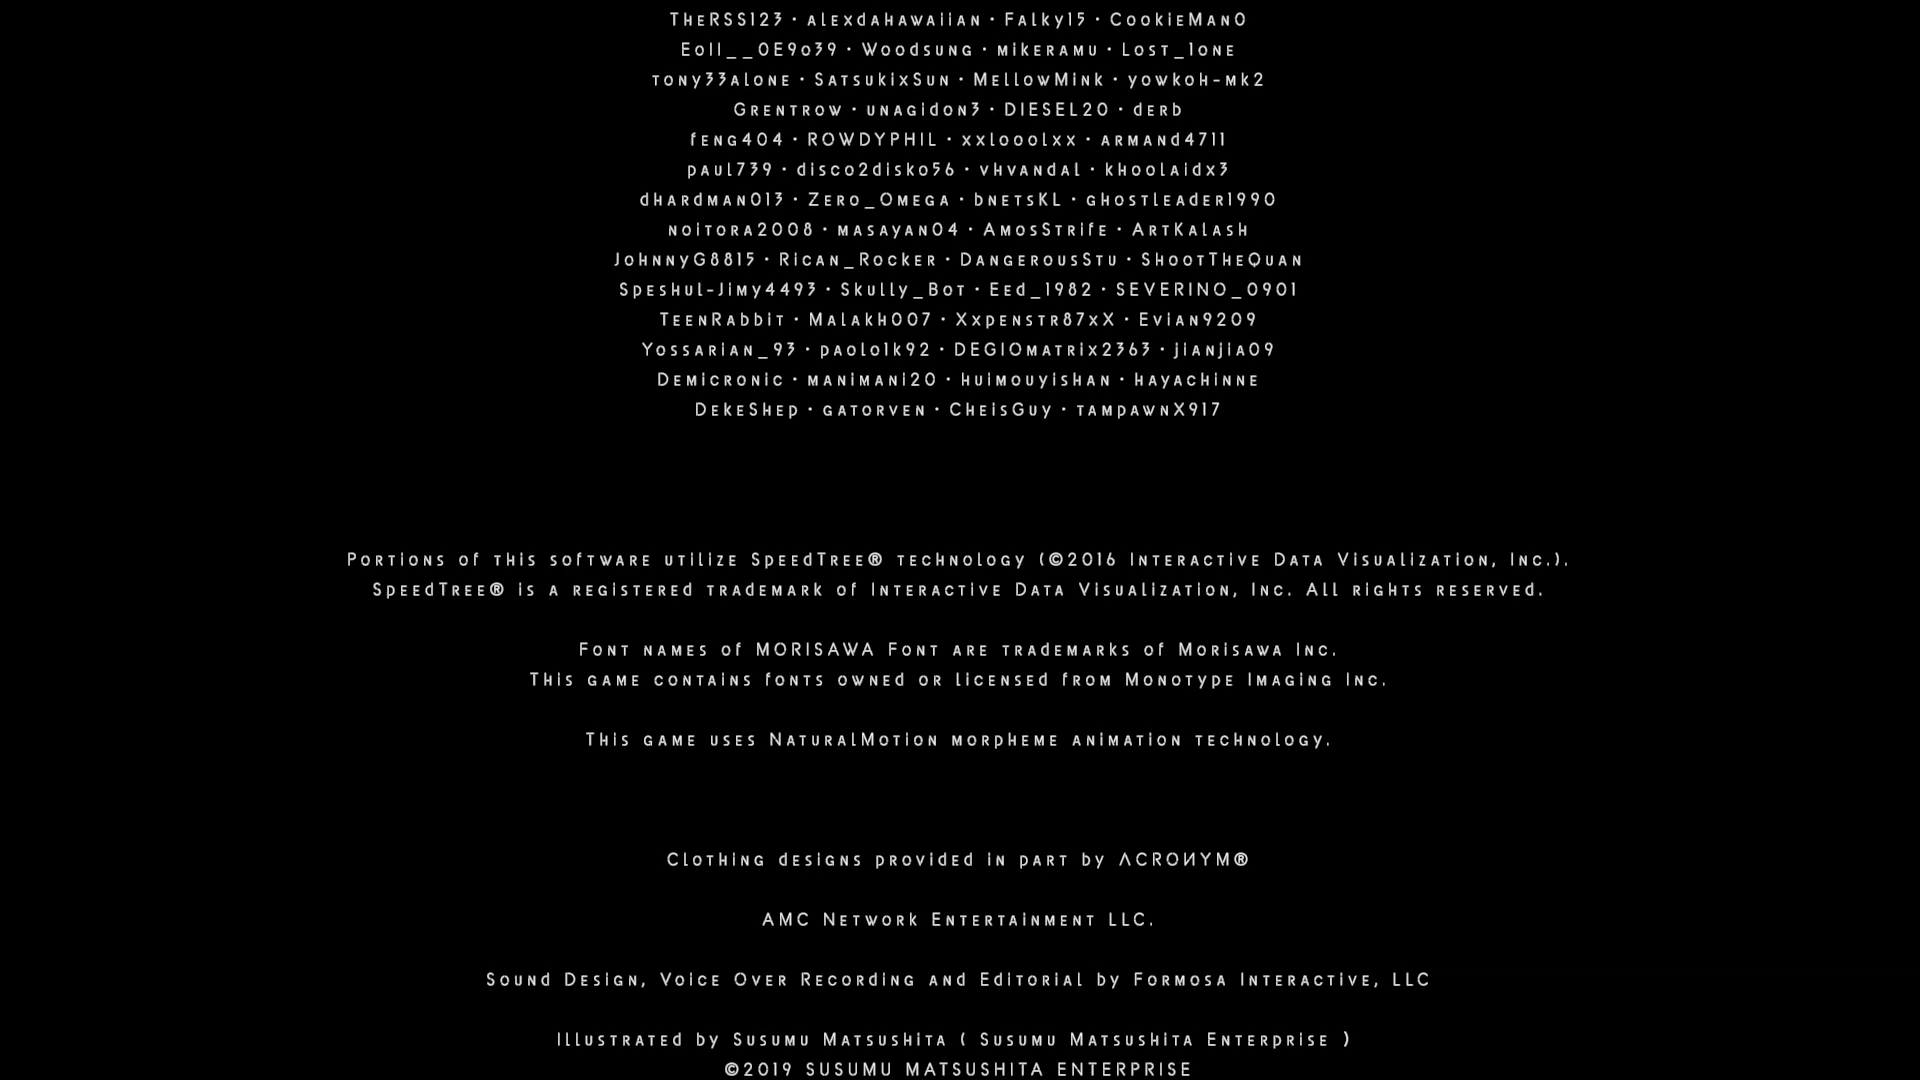 TheRSS123・alexdahawaiian・Falky15・CookieMan0
Eoll__0E9o39・Woodsung・mikeramu・Lost_1one
tony33alone・SatsukixSun・MellowMink・yowkoh-mk2
Grentrow・unagidon3・DIESEL20・derb
feng404・ROWDYPHIL・xxlooolxx・armand4711
paul739・disco2disko56・vhvandal・khoolaidx3
dhardman013・Zero_Omega・bnetsKL・ghostleader1990
noitora2008・masayan04・AmosStrife・ArtKalash
JohnnyG8815・Rican_Rocker・DangerousStu・ShootTheQuan
Speshul-Jimy4493・Skully_Bot・Eed_1982・SEVERINO_0901
TeenRabbit・Malakh007・Xxpenstr87xX・Evian9209
Yossarian_93・paolo1k92・DEGIOmatrix2363・jianjia09
Demicronic・manimani20・huimouyishan・hayachinne
DekeShep・gatorven・CheisGuy・tampawnX917
Portions of this software utilize SpeedTree® technology (©2016 Interactive Data Visualization, Inc.).
SpeedTree® is a registered trademark of Interactive Data Visualization, Inc. All rights reserved.
Font names of MORISAWA Font are trademarks of Morisawa Inc.
This game contains fonts owned or licensed from Monotype Imaging Inc.
This game uses NaturalMotion morpheme animation technology.
Clothing designs provided in part by ΛCROИYM®
AMC Network Entertainment LLC.
Sound Design, Voice Over Recording and Editorial by Formosa Interactive, LLC
Illustrated by Susumu Matsushita ( Susumu Matsushita Enterprise )
©2019 SUSUMU MATSUSHITA ENTERPRISE